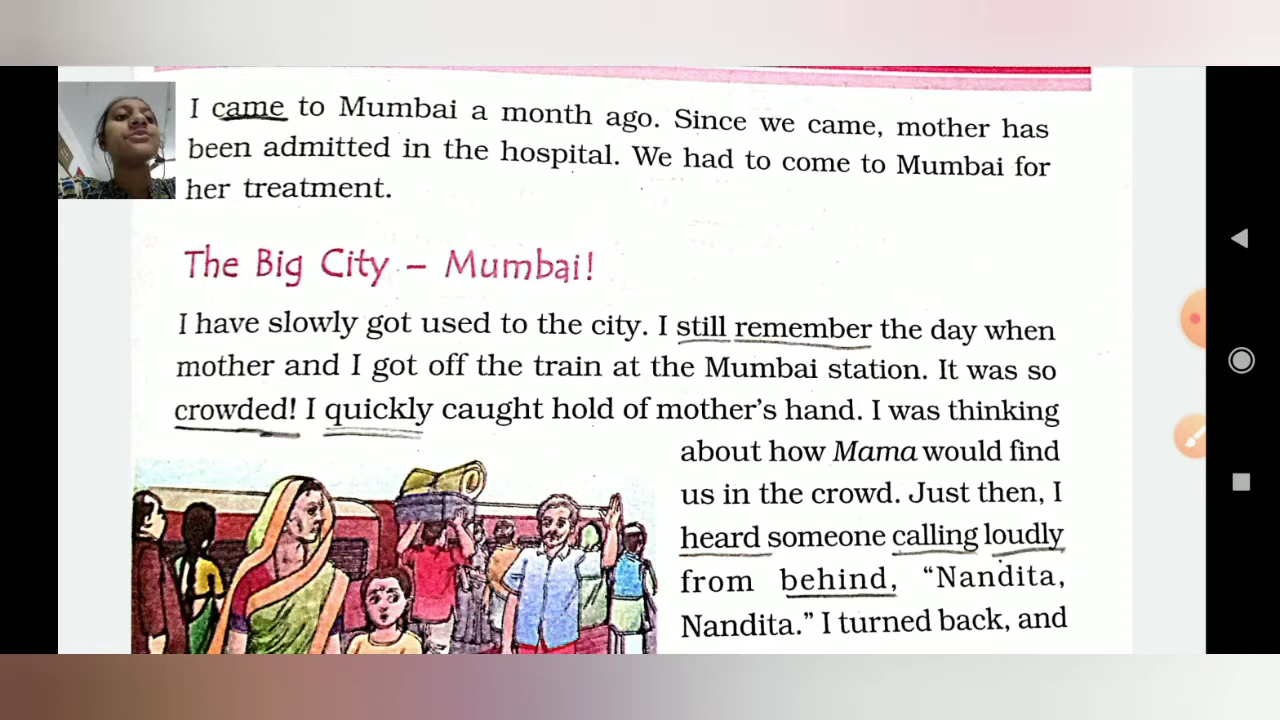 I came to Mumbai a month ago. Since we came, mother has
been admitted in the hospital. We had to come to Mumbai for
her treatment.
The Big City – Mumbai!
I have slowly got used to the city. I still remember the day when
mother and I got off the train at the Mumbai station. It was so
crowded! I quickly caught hold of mother's hand. I was thinking
about how Mama would find
us in the crowd. Just then, I
heard someone calling loudly
from behind, “Nandita,
Nandita.” I turned back, and